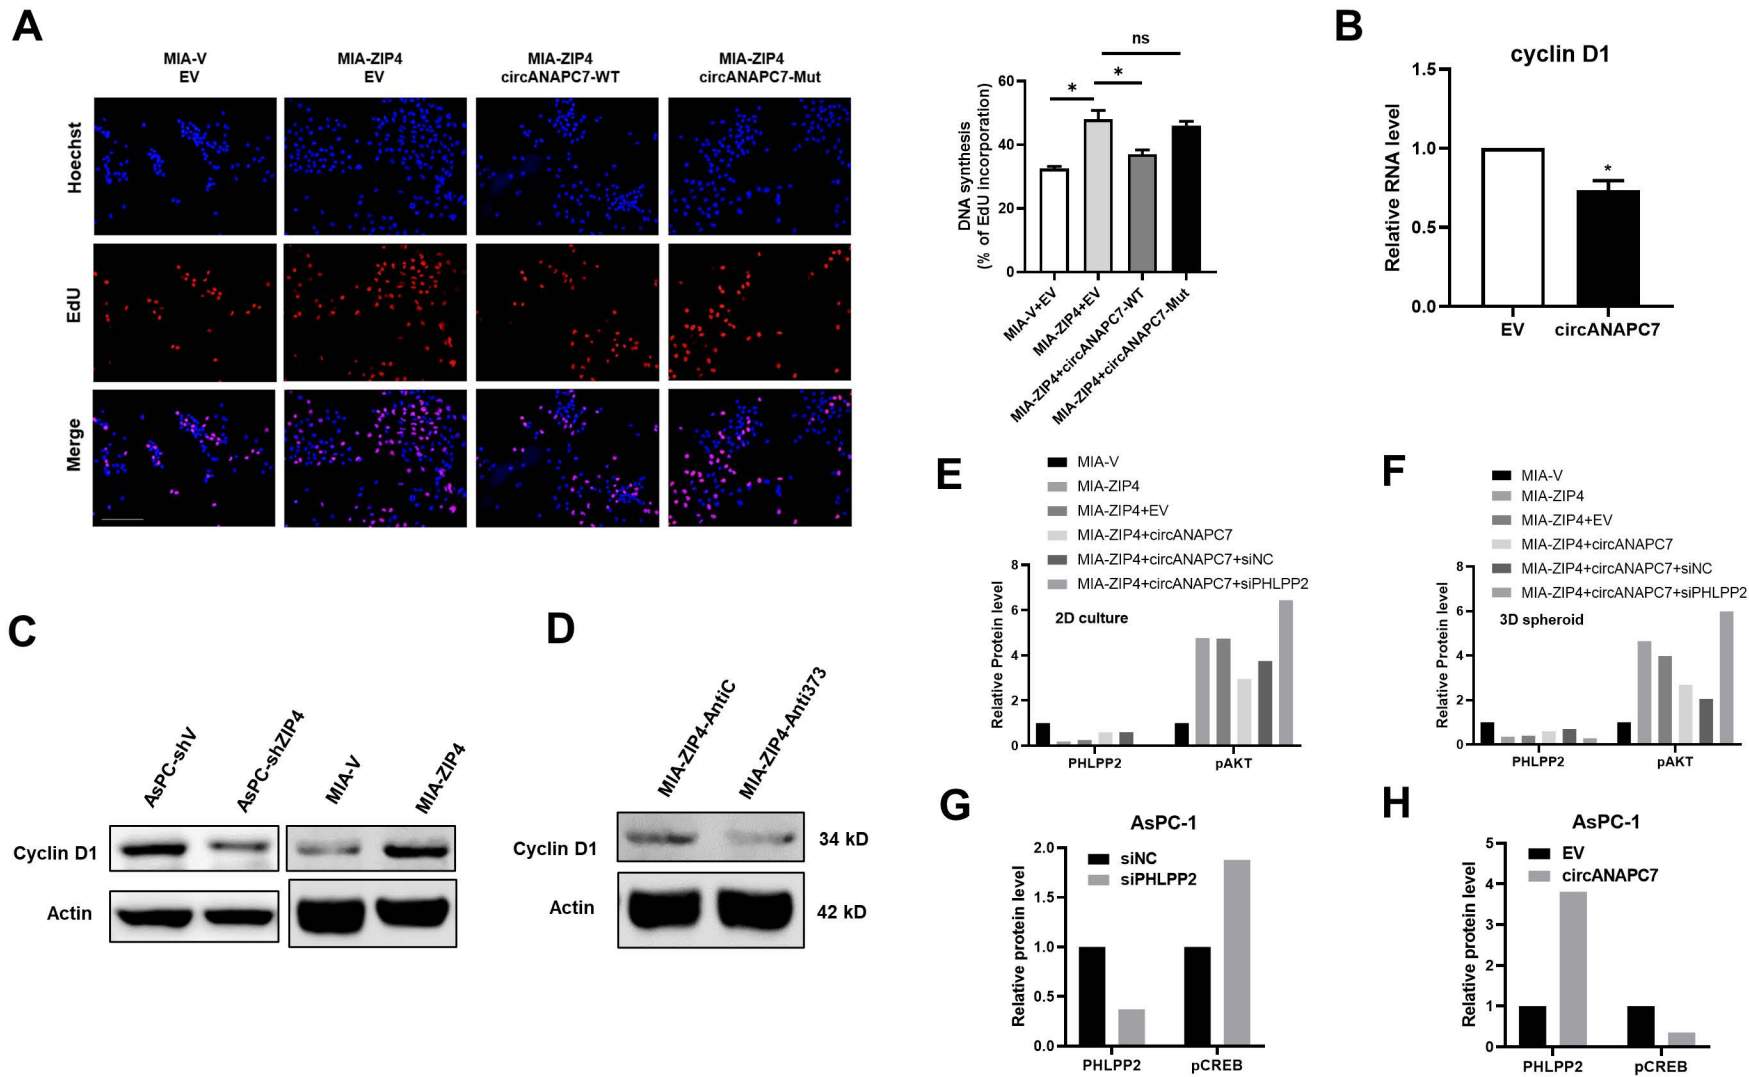 A
MIA-V
EV
MIA-ZIP4
EV
MIA-ZIP4
circANAPC7-WT
MIA-ZIP4
circANAPC7-Mut
Hoechst
EdU
Merge
DNA synthesis
(% of EdU incorporation)
60
40
20
0
*
*
ns
MIA-V+EV
MIA-ZIP4+EV
MIA-ZIP4+circANAPC7-WT
MIA-ZIP4+circANAPC7-Mut
B
cyclin D1
Relative RNA level
1.5
1.0
0.5
0.0
*
EV
circANAPC7
C
AsPC-shV
AsPC-shZIP4
MIA-V
MIA-ZIP4
Cyclin D1
Actin
D
MIA-ZIP4-AntiC
MIA-ZIP4-Anti373
Cyclin D1
34 kD
Actin
42 kD
E
MIA-V
MIA-ZIP4
MIA-ZIP4+EV
MIA-ZIP4+circANAPC7
MIA-ZIP4+circANAPC7+siNC
MIA-ZIP4+circANAPC7+siPHLPP2
2D culture
Relative Protein level
8
6
4
2
0
PHLPP2
pAKT
F
MIA-V
MIA-ZIP4
MIA-ZIP4+EV
MIA-ZIP4+circANAPC7
MIA-ZIP4+circANAPC7+siNC
MIA-ZIP4+circANAPC7+siPHLPP2
3D spheroid
Relative Protein level
8
6
4
2
0
PHLPP2
pAKT
G
AsPC-1
siNC
siPHLPP2
Relative protein level
2.0
1.5
1.0
0.5
0.0
PHLPP2
pCREB
H
AsPC-1
EV
circANAPC7
Relative protein level
5
4
3
2
1
0
PHLPP2
pCREB